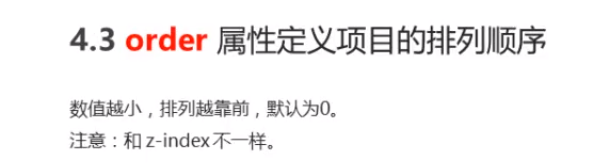 4.3 order 属性定义项目的排列顺序
数值越小，排列越靠前，默认为0。
注意：和 z-index 不一样。